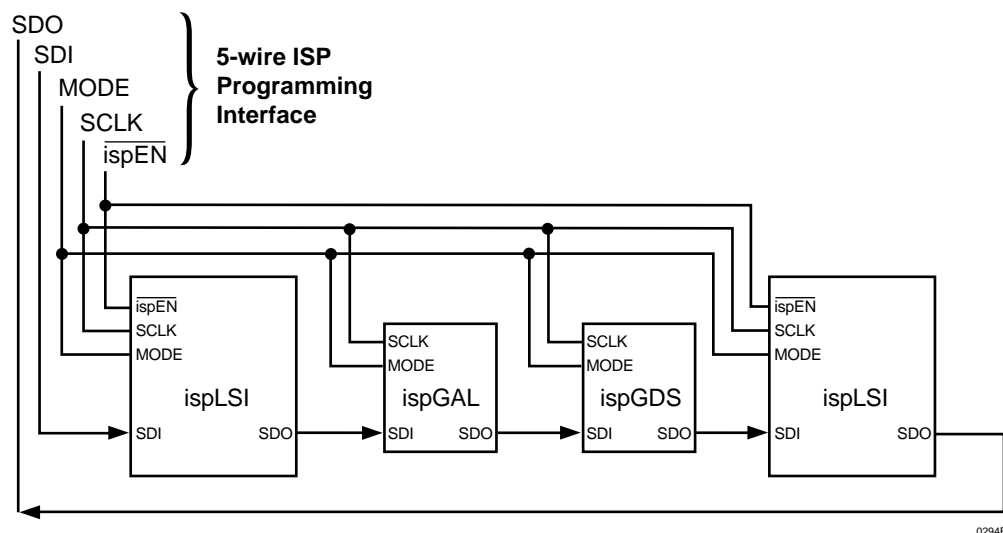 SDO
SDI
MODE
SCLK
ispEN
5-wire ISP
Programming
Interface
ispEN
SCLK
MODE
ispLSI
SDI SDO
SCLK
MODE
ispGAL
SDI SDO
SCLK
MODE
ispGDS
SDI SDO
ispEN
SCLK
MODE
ispLSI
SDI SDO